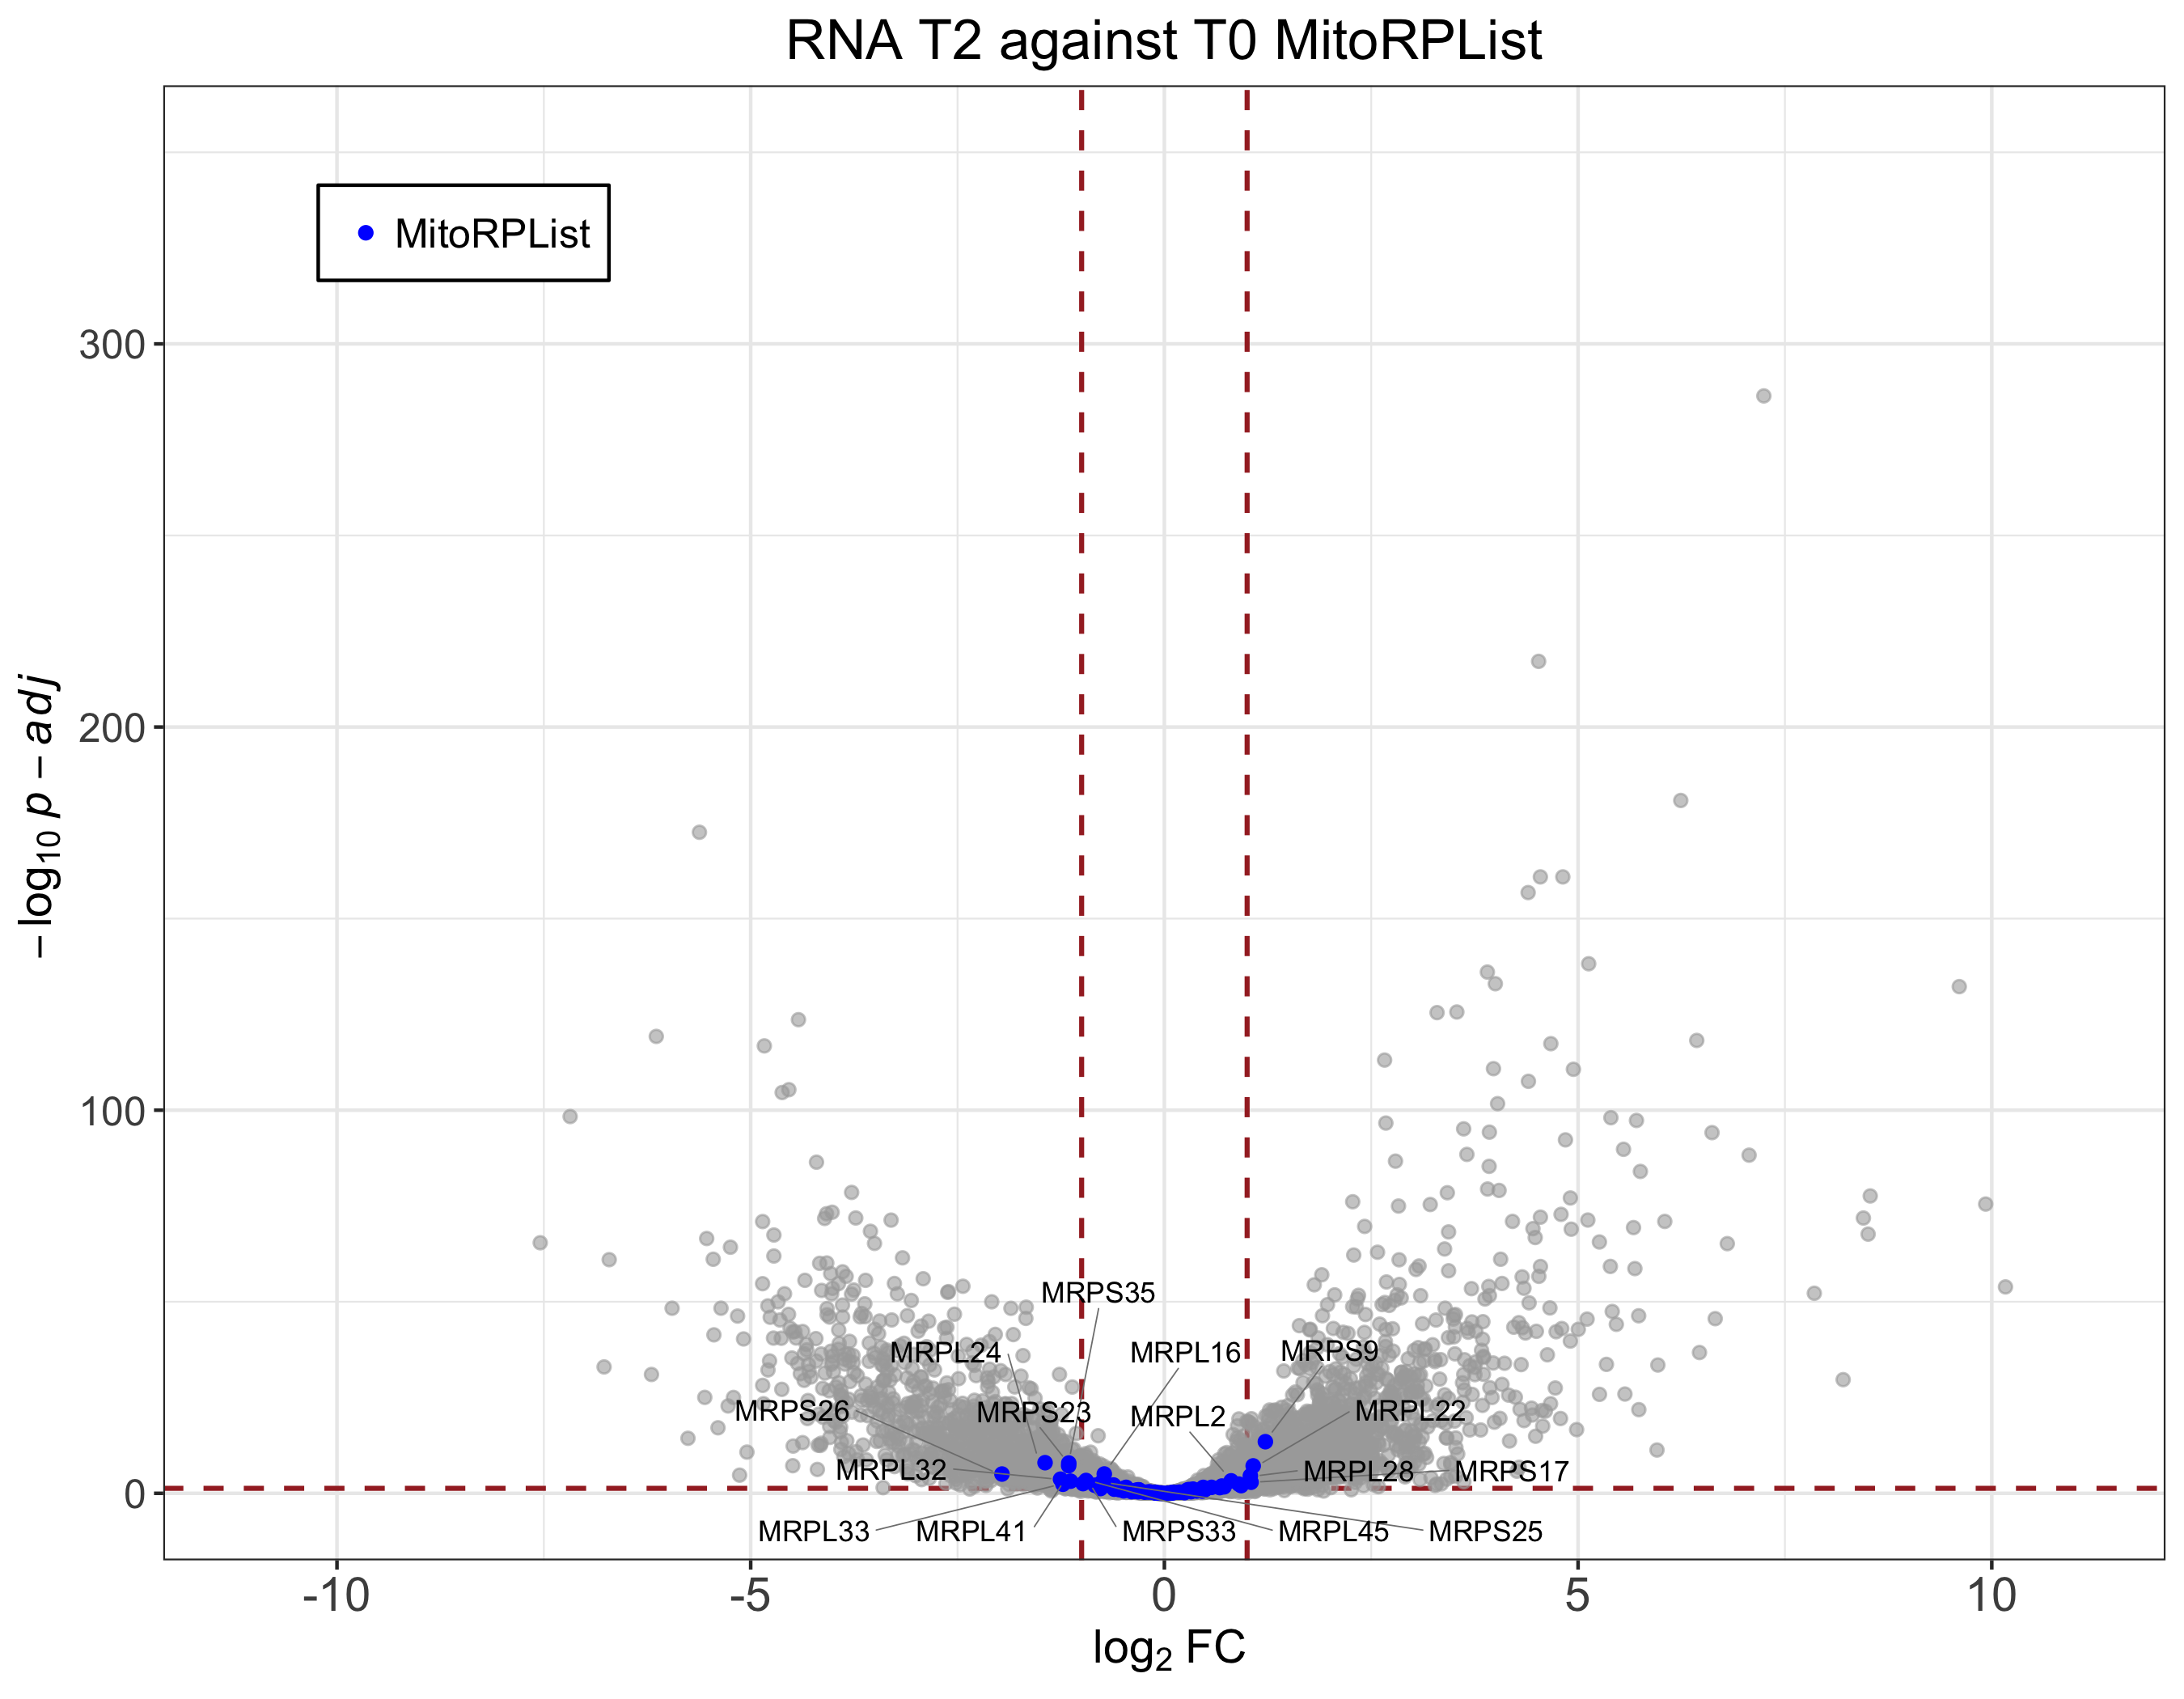 RNA T2 against T0 MitoRPList
MitoRPList
300
200
100
0
−log10 p − adj
MRPS35
MRPL24
MRPL16
MRPS9
MRPS26
MRPS23
MRPL2
MRPL22
MRPL32
MRPL28
MRPS17
MRPL33
MRPL41
MRPS33
MRPL45
MRPS25
-10
-5
0
5
10
log2 FC